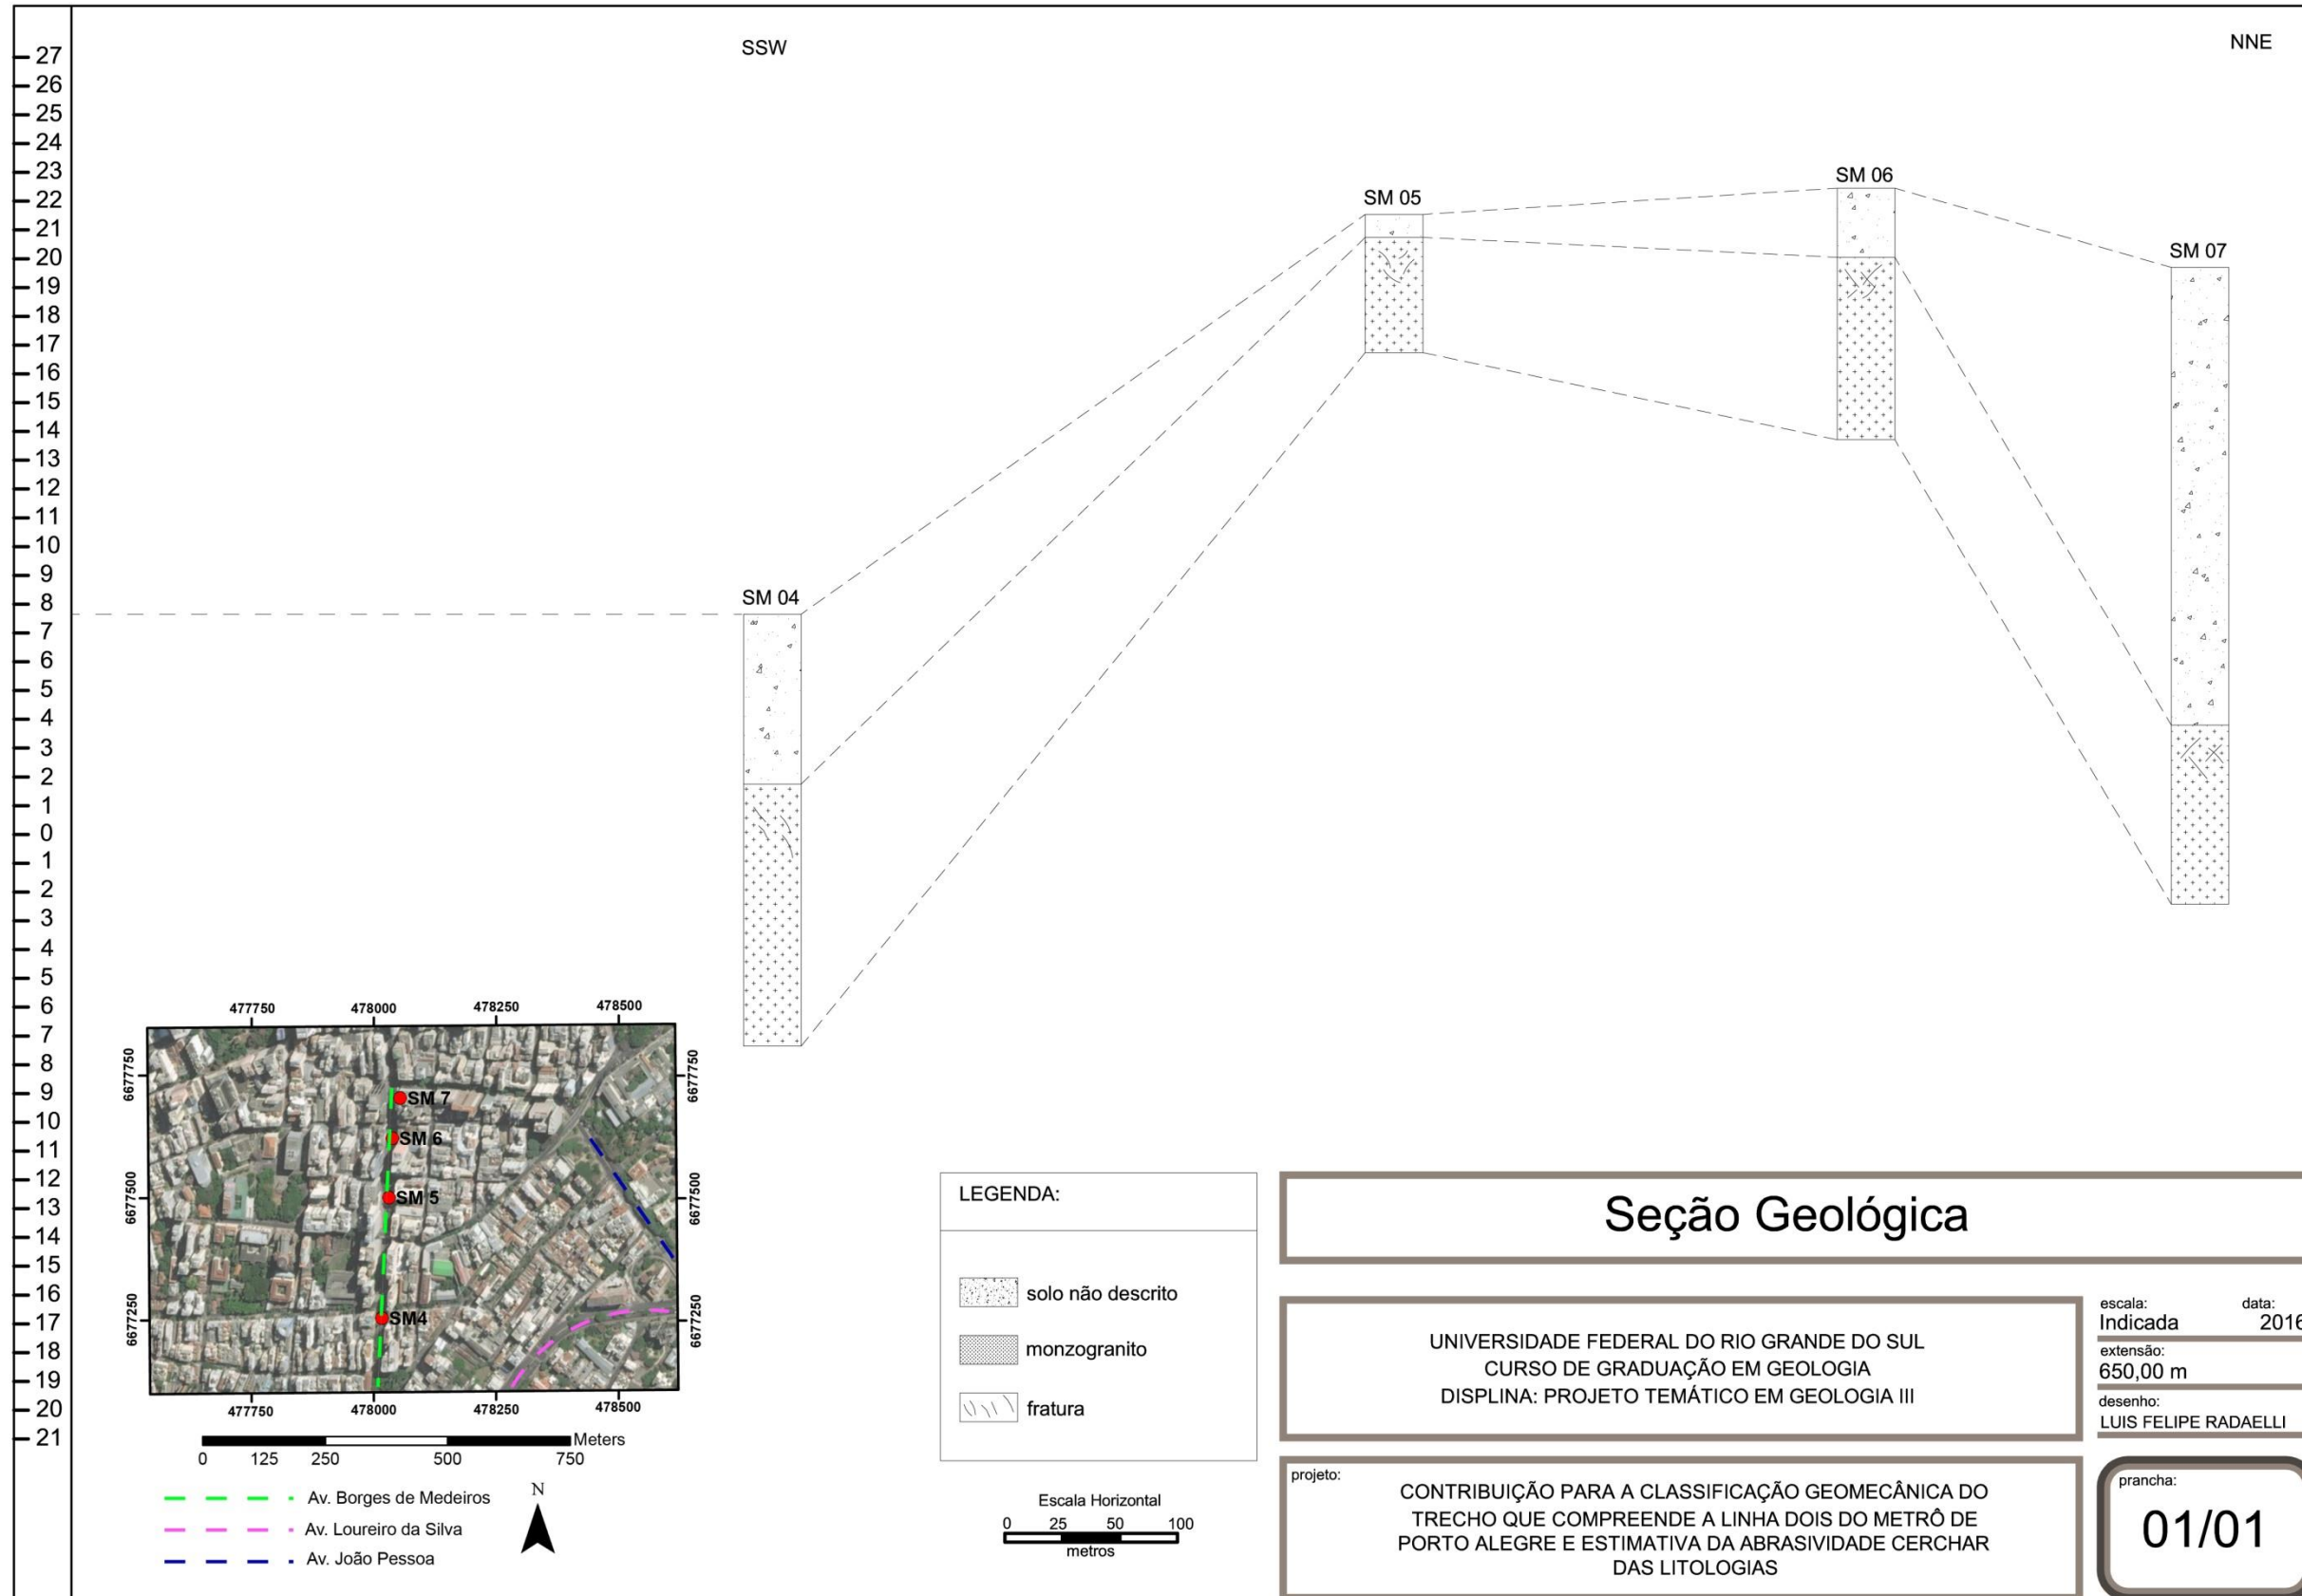 SSW
NNE
27
26
25
24
23
22
21
20
19
18
17
16
15
14
13
12
11
10
9
8
7
6
5
4
3
2
1
0
1
2
3
4
5
6
7
8
9
10
11
12
13
14
15
16
17
18
19
20
21
SM 04
SM 05
SM 06
SM 07
477750 478000 478250 478500
6677750 6677750
6677500 6677500
6677250 6677250
SM 7
SM 6
SM 5
SM4
477750 478000 478250 478500
Meters
0 125 250 500 750
Av. Borges de Medeiros
Av. Loureiro da Silva
Av. João Pessoa
N
LEGENDA:
solo não descrito
monzogranito
fratura
Escala Horizontal
0 25 50 100
metros
Seção Geológica
UNIVERSIDADE FEDERAL DO RIO GRANDE DO SUL
CURSO DE GRADUAÇÃO EM GEOLOGIA
DISPLINA: PROJETO TEMÁTICO EM GEOLOGIA III
escala: data:
Indicada 2016
extensão:
650,00 m
desenho:
LUIS FELIPE RADAELLI
projeto:
CONTRIBUIÇÃO PARA A CLASSIFICAÇÃO GEOMECÂNICA DO
TRECHO QUE COMPREENDE A LINHA DOIS DO METRÔ DE
PORTO ALEGRE E ESTIMATIVA DA ABRASIVIDADE CERCHAR
DAS LITOLOGIAS
prancha:
01/01